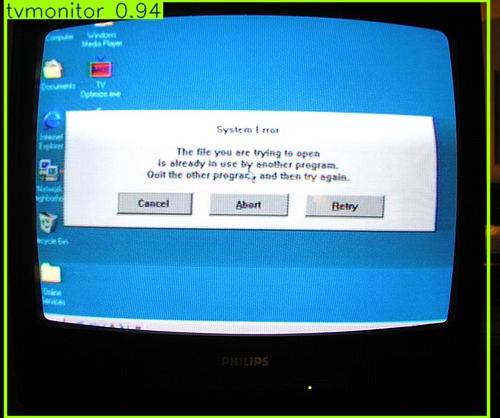 tvmonitor 0.94
Computer
Windows
Media Player
Documents
TV
Optimize.exe
Internet
Explorer
System Error
The file you are trying to open
is already in use by another program.
Quit the other program, and then try again.
Network
Cancel
Abort
Retry
Recycle Bin
Online
Services
PHILIPS